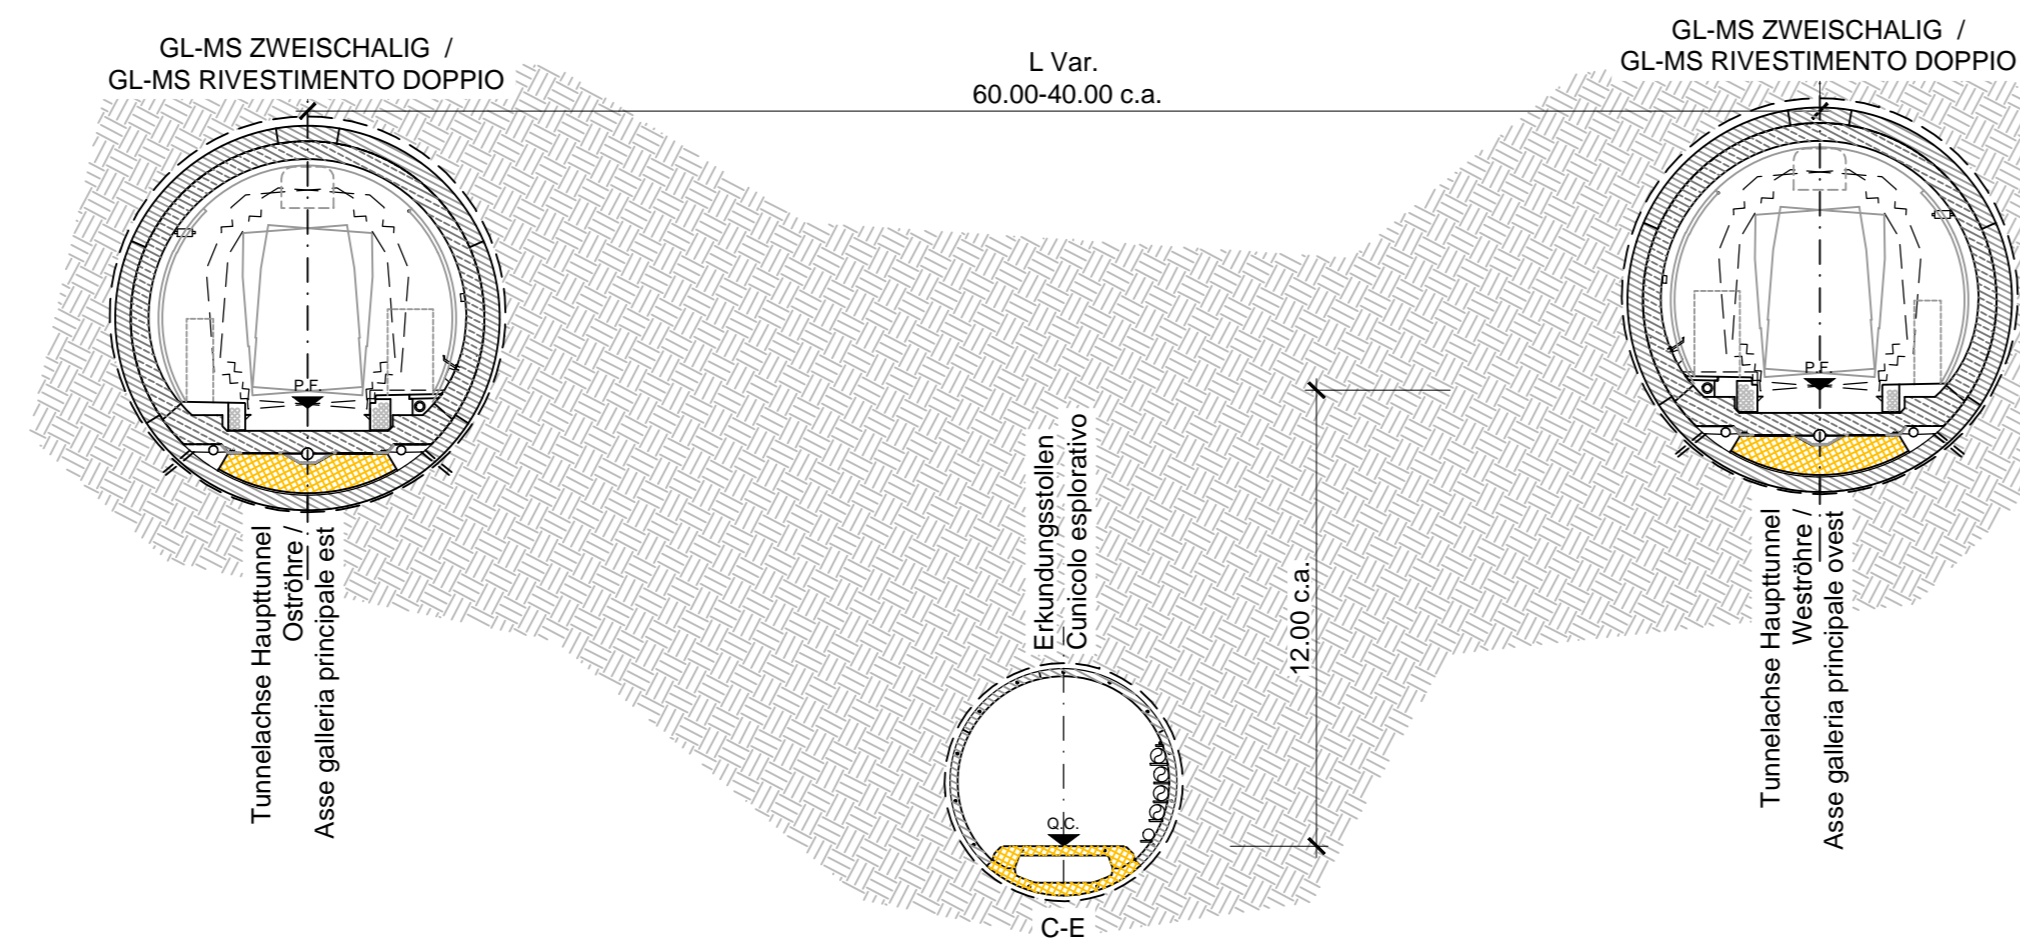 GL-MS ZWEISCHALIG /
GL-MS RIVESTIMENTO DOPPIO
L Var.
60.00-40.00 c.a.
GL-MS ZWEISCHALIG /
GL-MS RIVESTIMENTO DOPPIO
P.F.
P.F.
Tunnelachse Haupttunnel
Oströhre /
Asse galleria principale est
Erkundungsstollen
Cunicolo esplorativo
12.00 c.a.
Tunnelachse Haupttunnel
Weströhre /
Asse galleria principale ovest
Q.C.
C-E